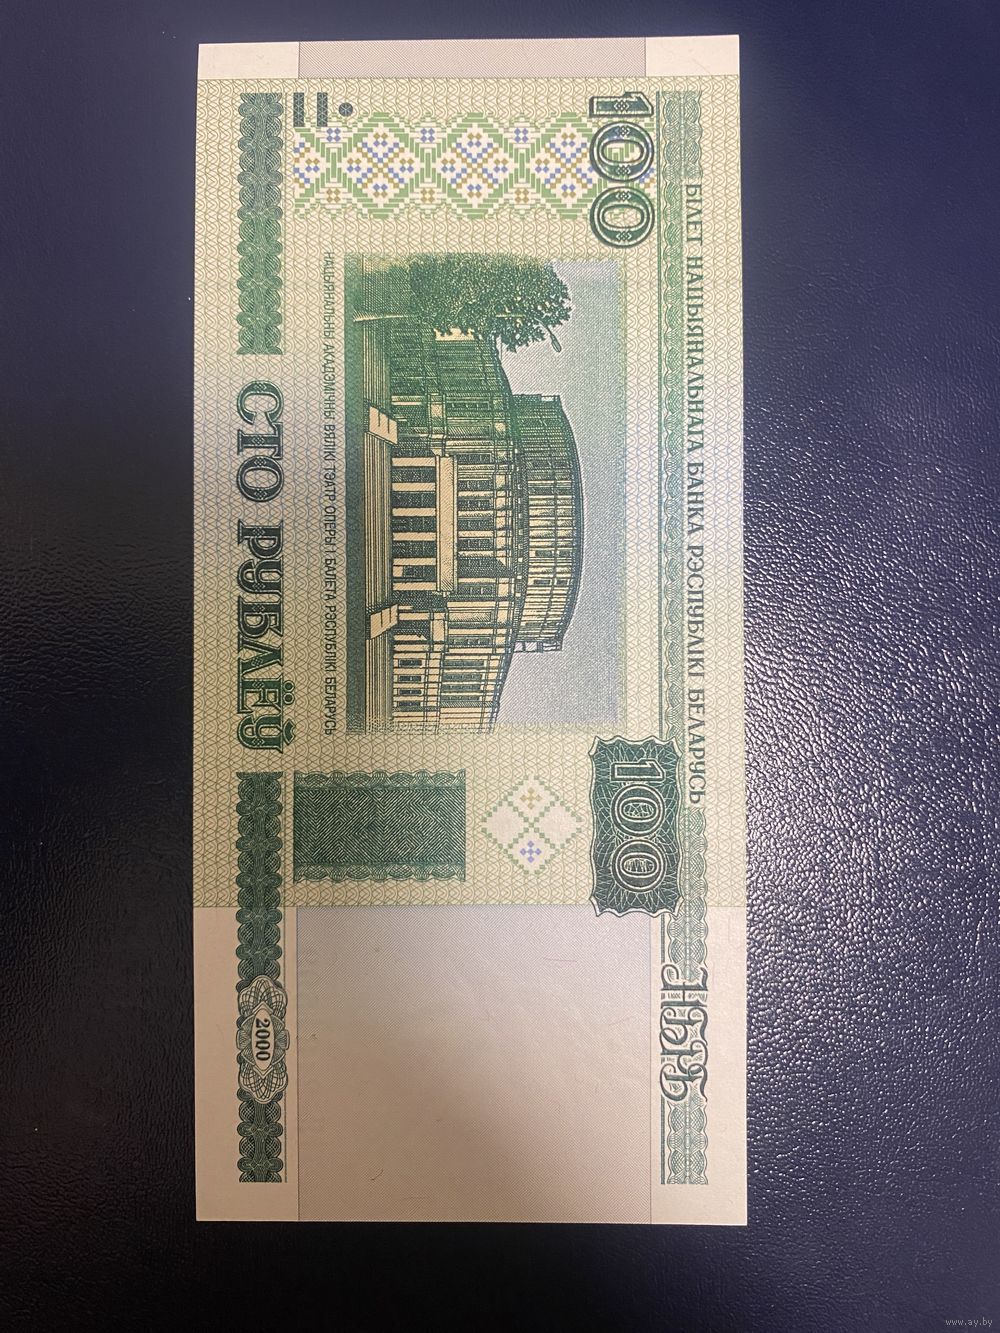 БІЛЕТ НАЦЫЯНАЛЬНАГА БАНКА РЭСПУБЛІКІ БЕЛАРУСЬ
НБРБ
100
100
НАЦЫЯНАЛЬНЫ АКАДЭМІЧНЫ ВЯЛІКІ ТЭАТР ОПЕРЫ І БАЛЕТА РЭСПУБЛІКІ БЕЛАРУСЬ
СТО РУБЛЁЎ
2000
www.ay.by